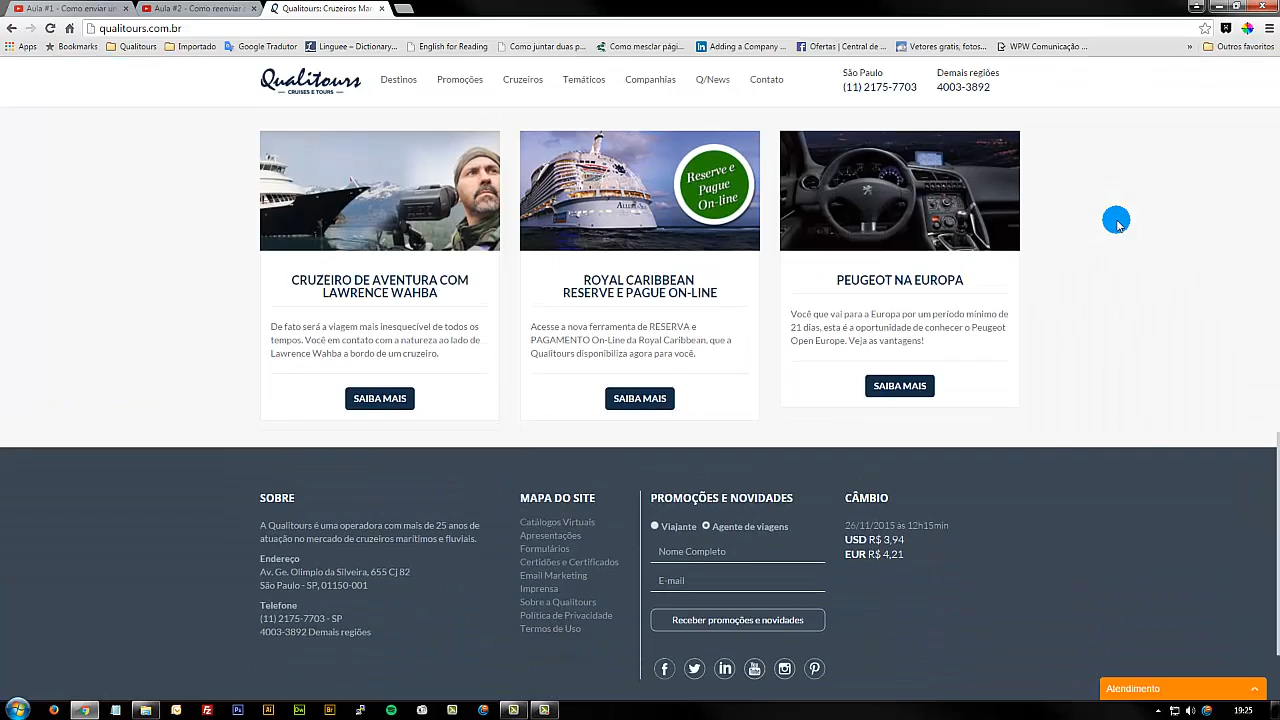 Aula #1 - Como enviar un
Aula #2 - Como reenviar
Qualitours: Cruzeiros Mar
qualitours.com.br
Apps
Bookmarks
Qualitours
Importado
Google Tradutor
Linguee = Dictionary...
English for Reading
Como juntar duas p...
Como mesclar pági...
Adding a Company ...
Ofertas | Central de ...
Vetores gratis, fotos...
WPW Comunicação ...
Outros favoritos
Qualitours
CRUISES E TOURS
Destinos
Promoções
Cruzeiros
Temáticos
Companhias
Q/News
Contato
São Paulo
(11) 2175-7703
Demais regiões
4003-3892
Reserve e
Pague
On-line
CRUZEIRO DE AVENTURA COM
LAWRENCE WAHBA
De fato será a viagem mais inesquecível de todos os
tempos. Você em contato com a natureza ao lado de
Lawrence Wahba a bordo de um cruzeiro.
SAIBA MAIS
ROYAL CARIBBEAN
RESERVE E PAGUE ON-LINE
Acesse a nova ferramenta de RESERVA e
PAGAMENTO On-Line da Royal Caribbean, que a
Qualitours disponibiliza agora para você.
SAIBA MAIS
PEUGEOT NA EUROPA
Você que vai para a Europa por um período mínimo de
21 dias, esta é a oportunidade de conhecer o Peugeot
Open Europe. Veja as vantagens!
SAIBA MAIS
SOBRE
A Qualitours é uma operadora com mais de 25 anos de
atuação no mercado de cruzeiros marítimos e fluviais.
Endereço
Av. Ge. Olímpio da Silveira, 655 Cj 82
São Paulo - SP, 01150-001
Telefone
(11) 2175-7703 - SP
4003-3892 Demais regiões
MAPA DO SITE
Catálogos Virtuais
Apresentações
Formulários
Certidões e Certificados
Email Marketing
Imprensa
Sobre a Qualitours
Política de Privacidade
Termos de Uso
PROMOÇÕES E NOVIDADES
Viajante
Agente de viagens
Nome Completo
E-mail
Receber promoções e novidades
CÂMBIO
26/11/2015 às 12h15min
USD R$ 3,94
EUR R$ 4,21
Atendimento
19:25